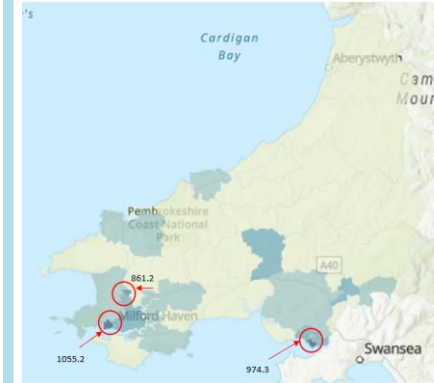 's
Cardigan
Bay
Aberystwyth
Cam
Mour
Pembrokeshire
Coast National
Park
A40
861.2
Milford Haven
1055.2
974.3
Swansea